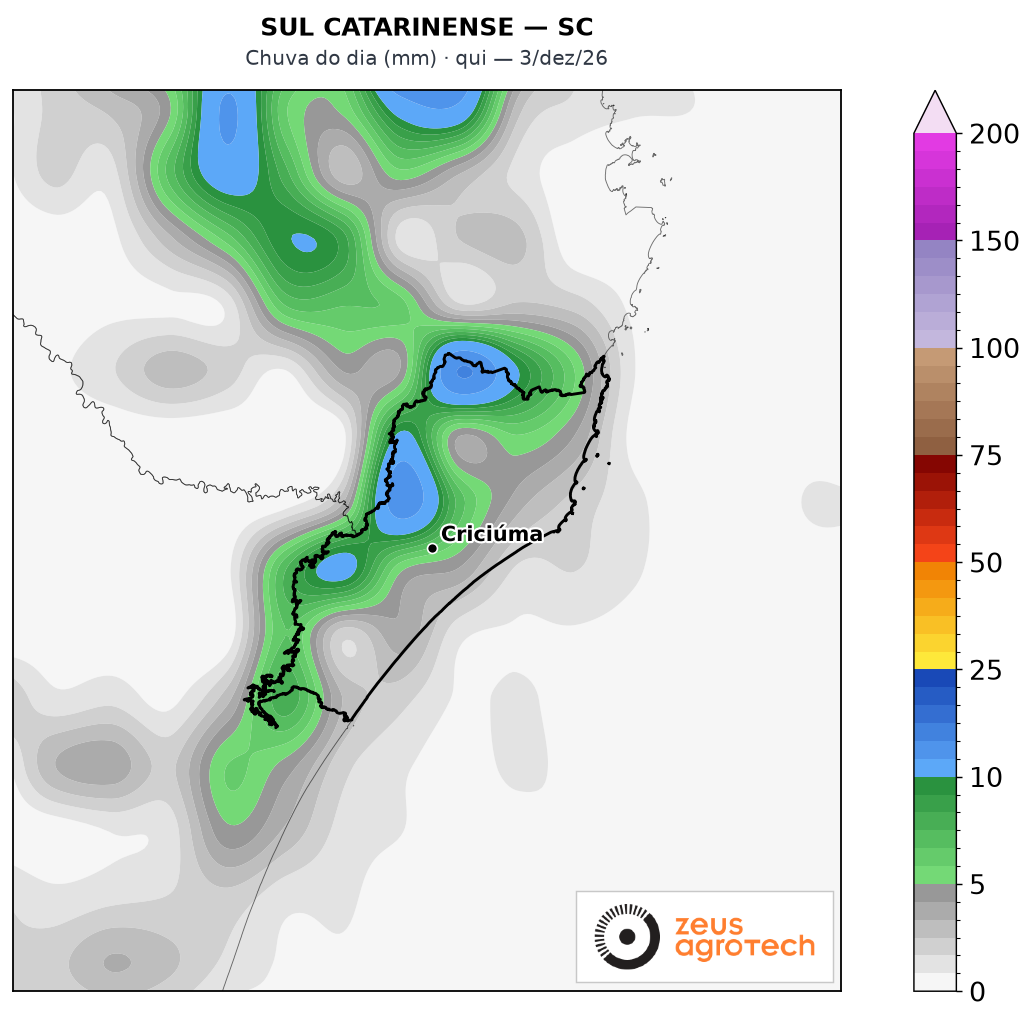 SUL CATARINENSE — SC
Chuva do dia (mm) · qui — 3/dez/26
200
150
100
75
50
25
10
5
0
Criciúma
zeus
agrotech